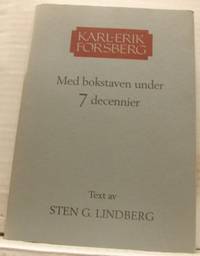 KARL-ERIK
FORSBERG
Med bokstaven under
7 decennier
Text av
STEN G. LINDBERG